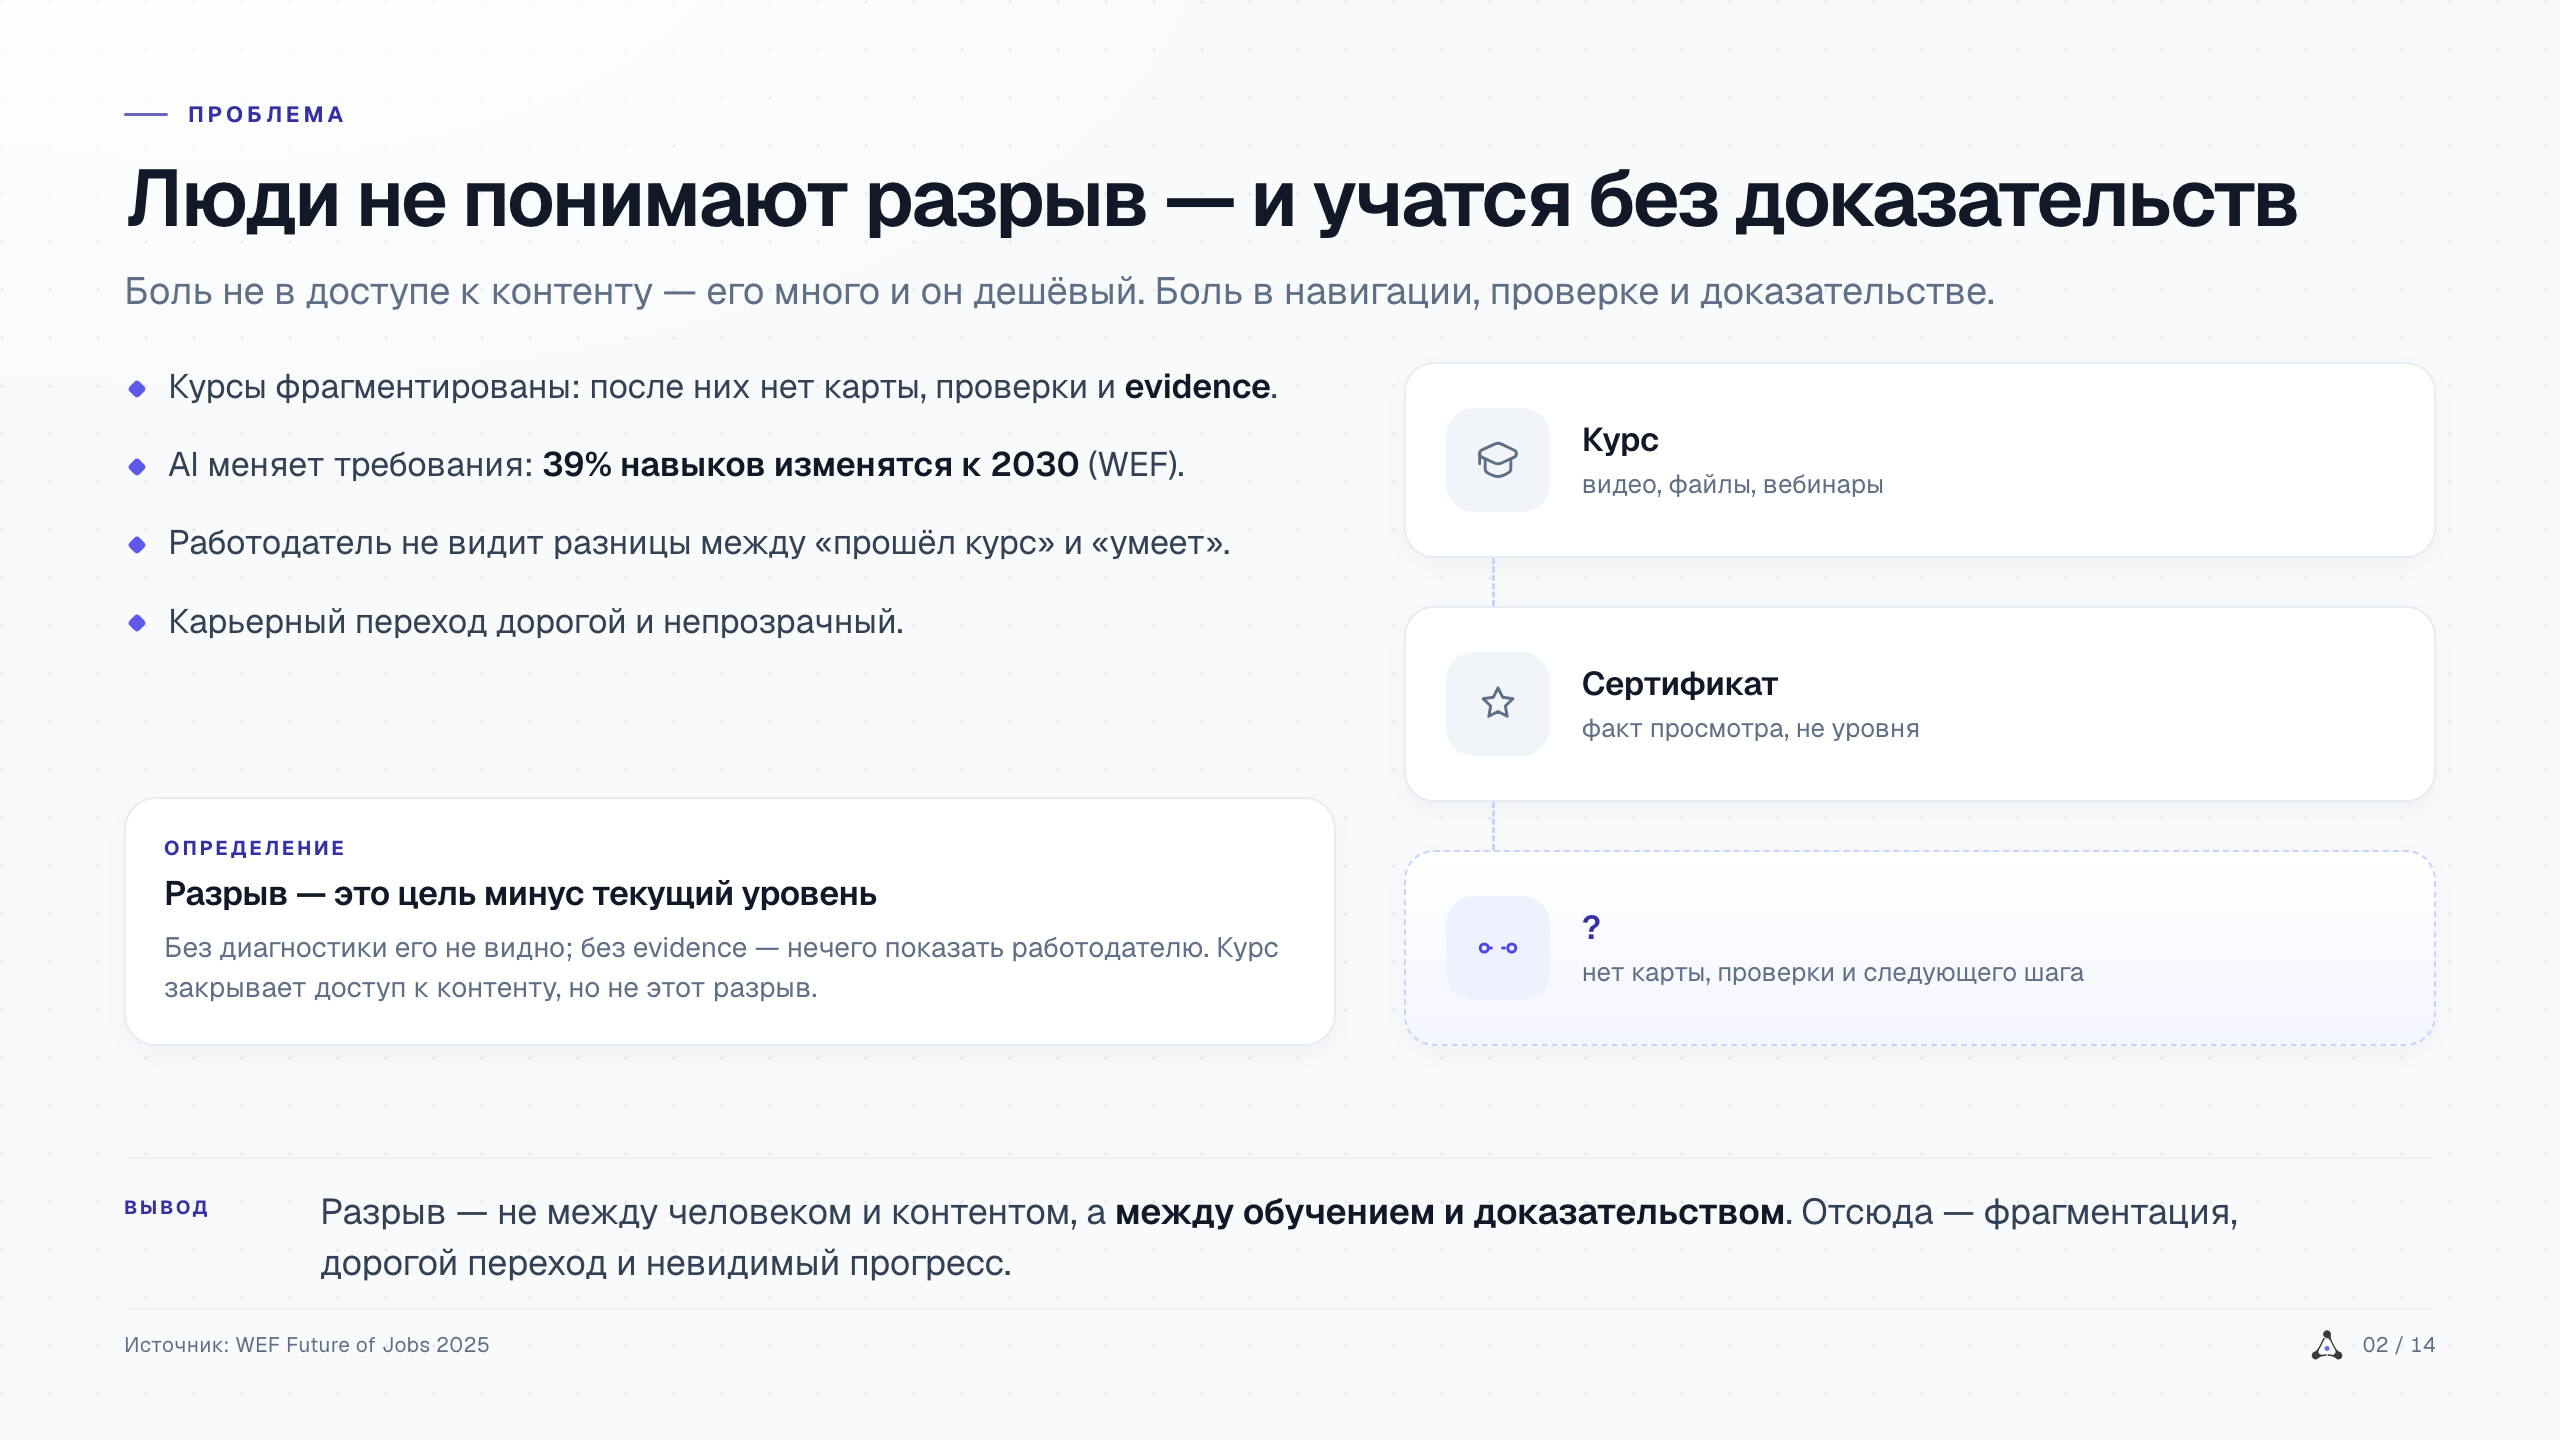 ПРОБЛЕМА
Люди не понимают разрыв — и учатся без доказательств
Боль не в доступе к контенту — его много и он дешёвый. Боль в навигации, проверке и доказательстве.
Курсы фрагментированы: после них нет карты, проверки и evidence.
AI меняет требования: 39% навыков изменятся к 2030 (WEF).
Работодатель не видит разницы между «прошёл курс» и «умеет».
Карьерный переход дорогой и непрозрачный.
ОПРЕДЕЛЕНИЕ
Разрыв — это цель минус текущий уровень
Без диагностики его не видно; без evidence — нечего показать работодателю. Курс
закрывает доступ к контенту, но не этот разрыв.
Курс
видео, файлы, вебинары
Сертификат
факт просмотра, не уровня
?
нет карты, проверки и следующего шага
ВЫВОД
Разрыв — не между человеком и контентом, а между обучением и доказательством. Отсюда — фрагментация,
дорогой переход и невидимый прогресс.
Источник: WEF Future of Jobs 2025
02 / 14